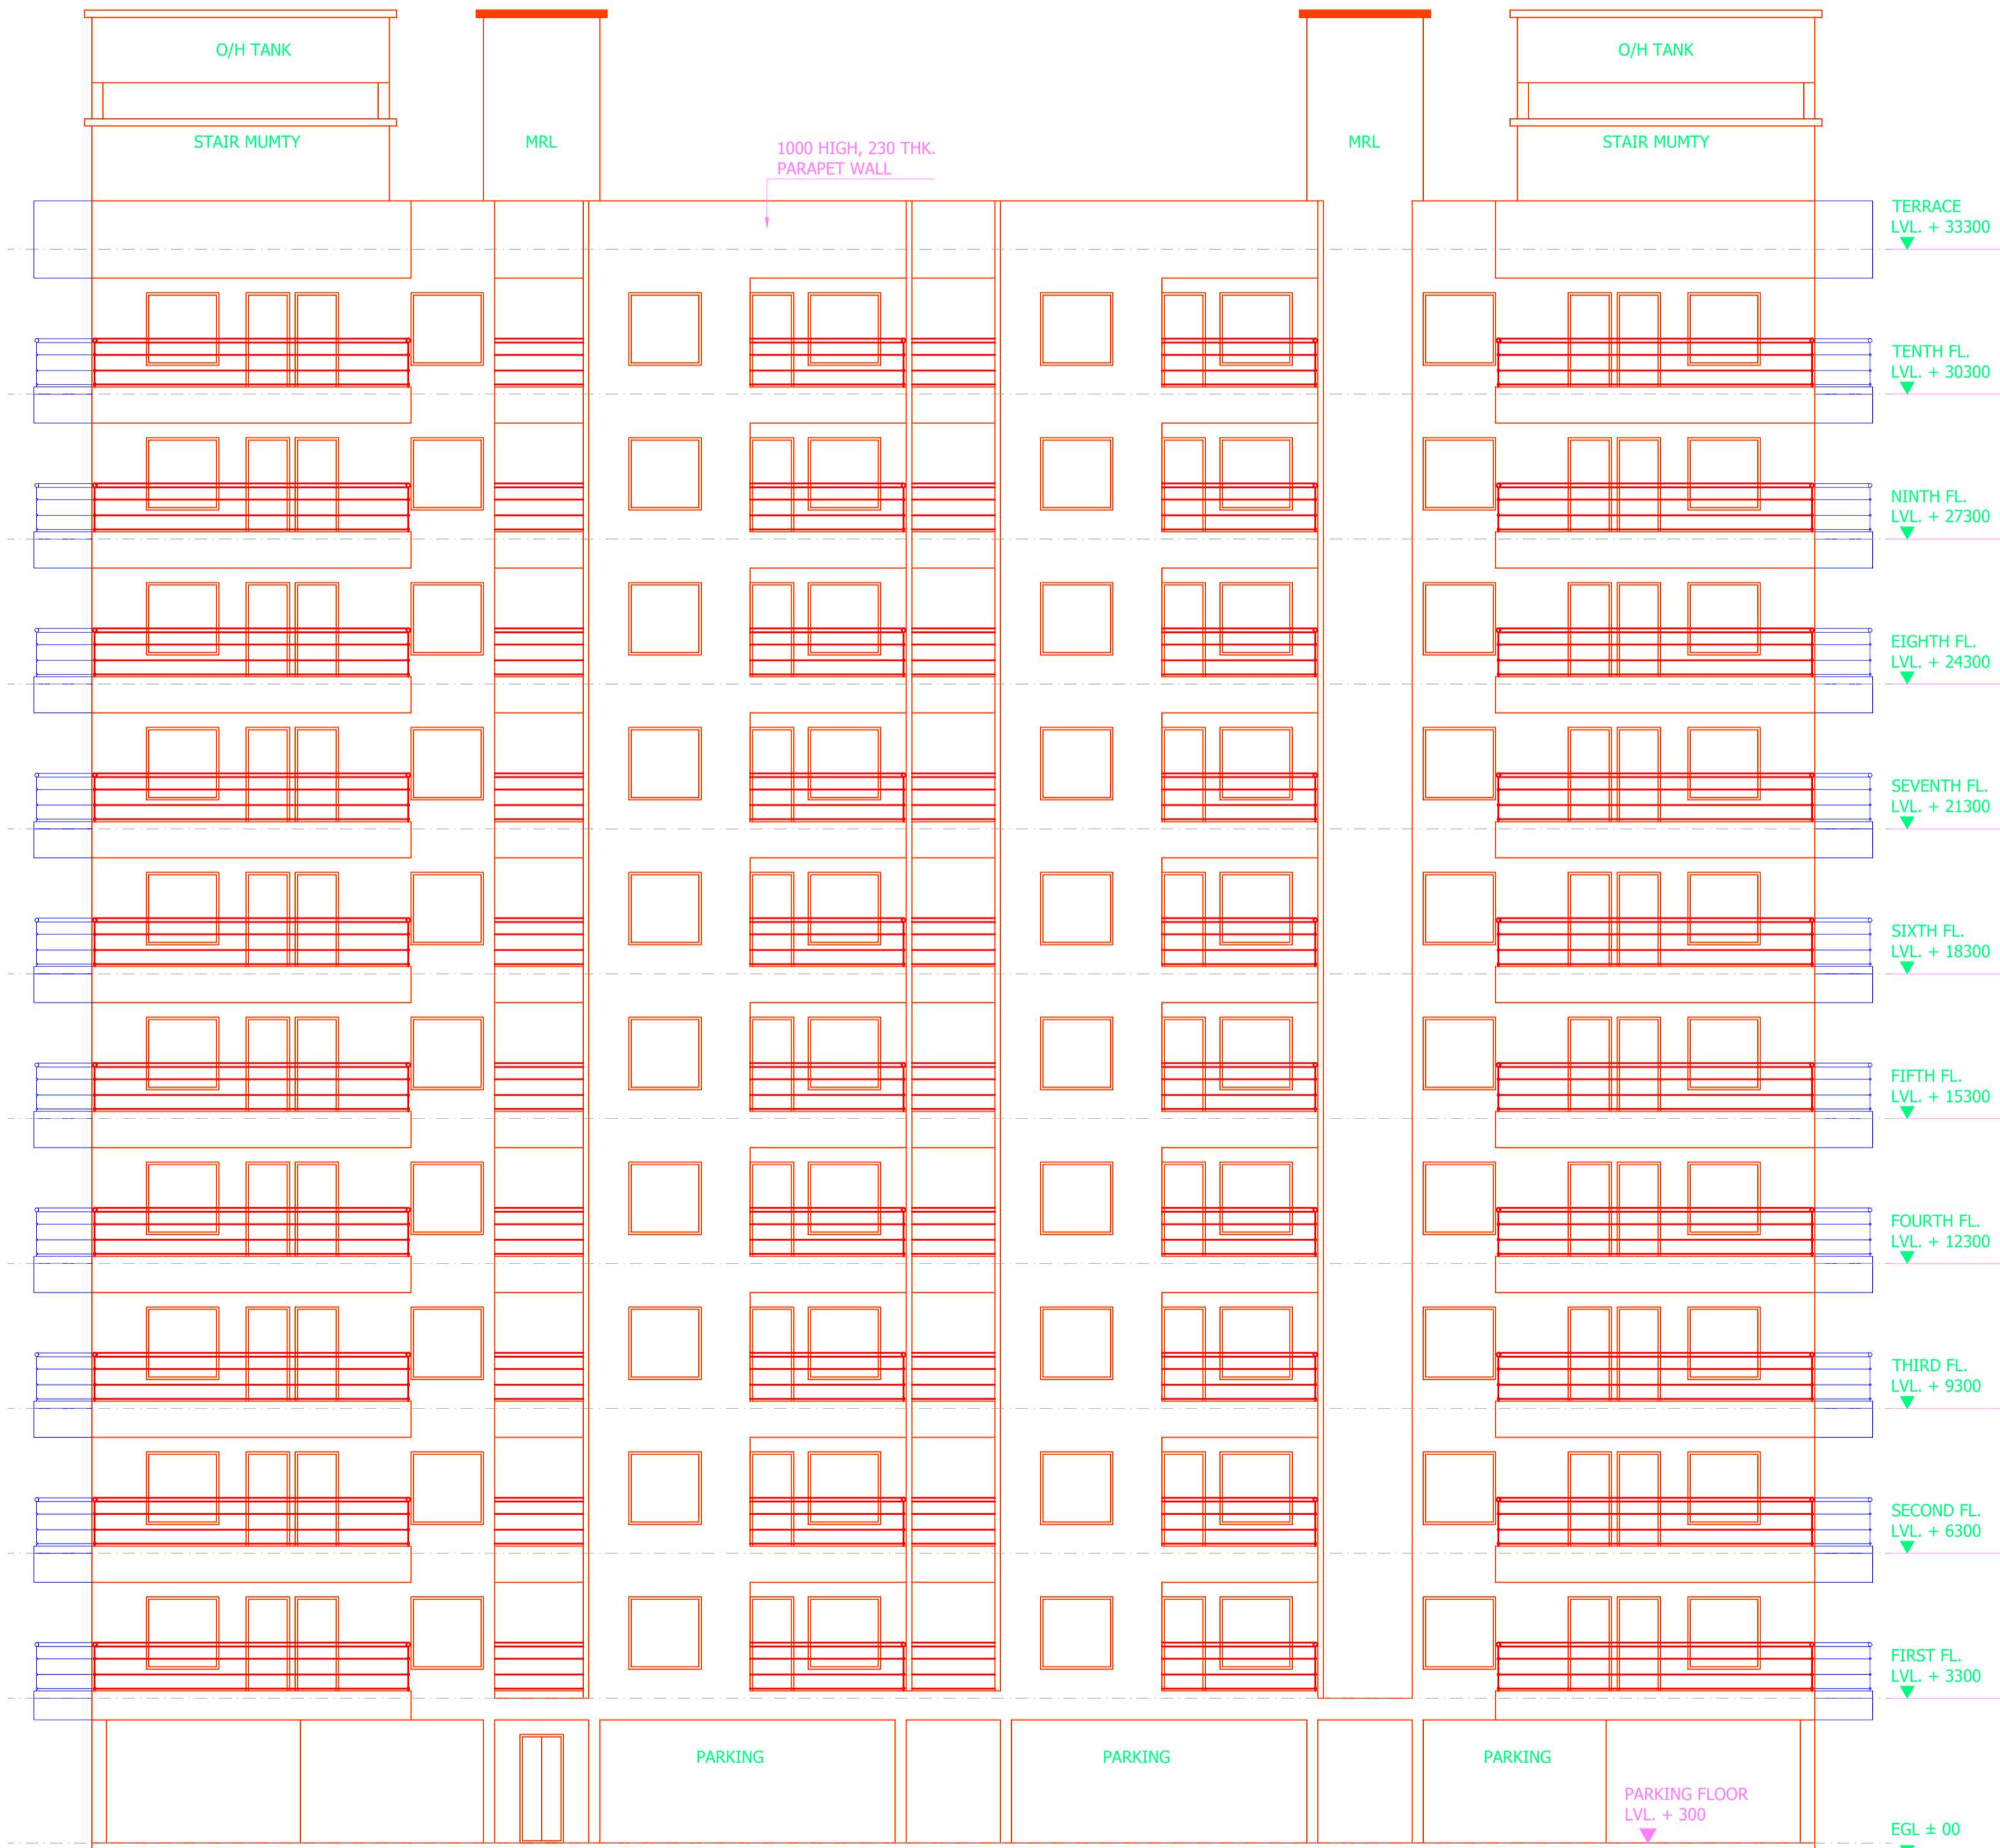 O/H TANK
O/H TANK
STAIR MUMTY
MRL
MRL
STAIR MUMTY
1000 HIGH, 230 THK.
PARAPET WALL
TERRACE
LVL. + 33300
TENTH FL.
LVL. + 30300
NINTH FL.
LVL. + 27300
EIGHTH FL.
LVL. + 24300
SEVENTH FL.
LVL. + 21300
SIXTH FL.
LVL. + 18300
FIFTH FL.
LVL. + 15300
FOURTH FL.
LVL. + 12300
THIRD FL.
LVL. + 9300
SECOND FL.
LVL. + 6300
FIRST FL.
LVL. + 3300
PARKING
PARKING
PARKING
PARKING FLOOR
LVL. + 300
EGL ± 00